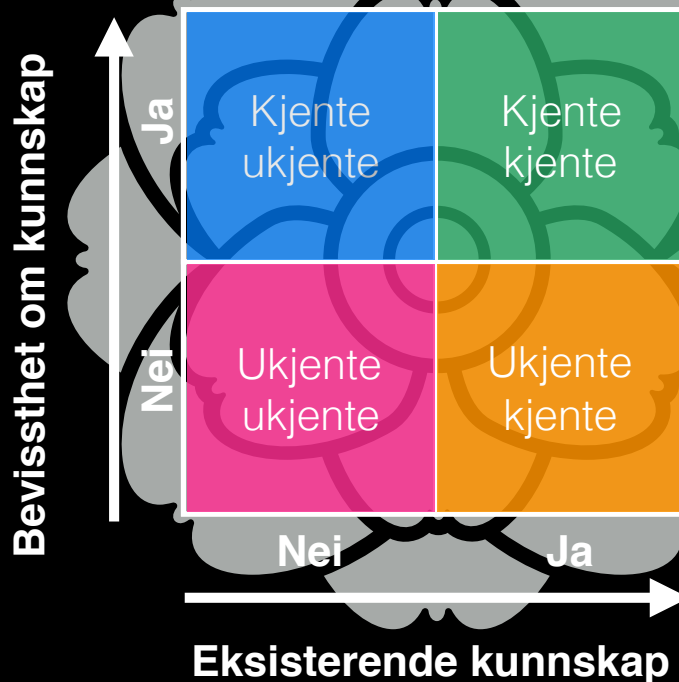 Bevissthet om kunnskap
Ja
Nei
Kjente
ukjente
Kjente
kjente
Ukjente
ukjente
Ukjente
kjente
Nei
Ja
Eksisterende kunnskap